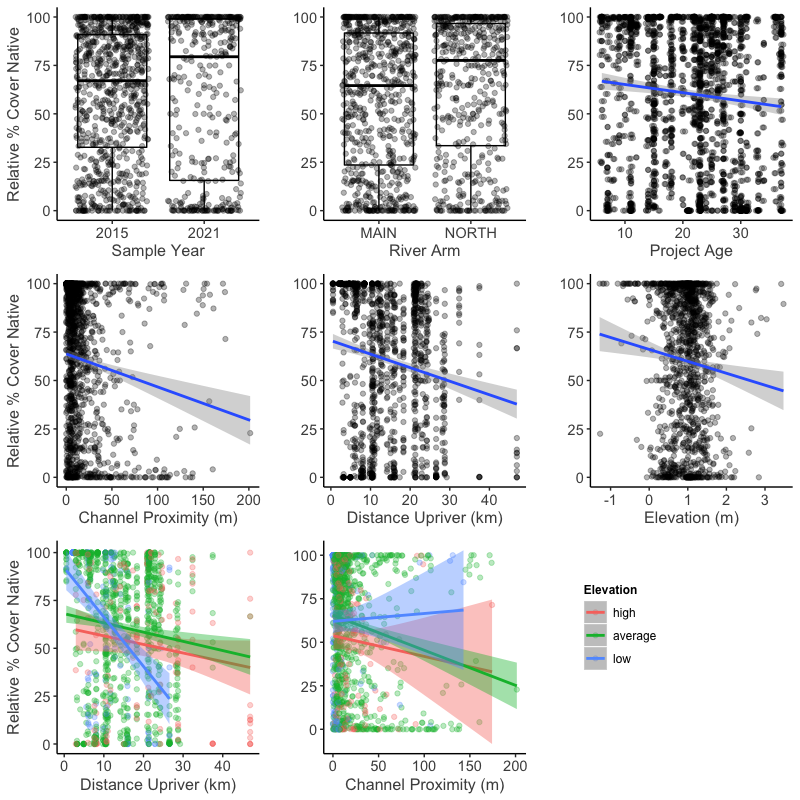 Relative % Cover Native
100
75
50
25
0
2015 2021
Sample Year
100
75
50
25
0
MAIN NORTH
River Arm
100
75
50
25
0
10 20 30
Project Age
Relative % Cover Native
100
75
50
25
0
0 50 100 150 200
Channel Proximity (m)
100
75
50
25
0
0 10 20 30 40
Distance Upriver (km)
100
75
50
25
0
-1 0 1 2 3
Elevation (m)
Relative % Cover Native
100
75
50
25
0
0 10 20 30 40
Distance Upriver (km)
100
75
50
25
0
0 50 100 150 200
Channel Proximity (m)
Elevation
high
average
low